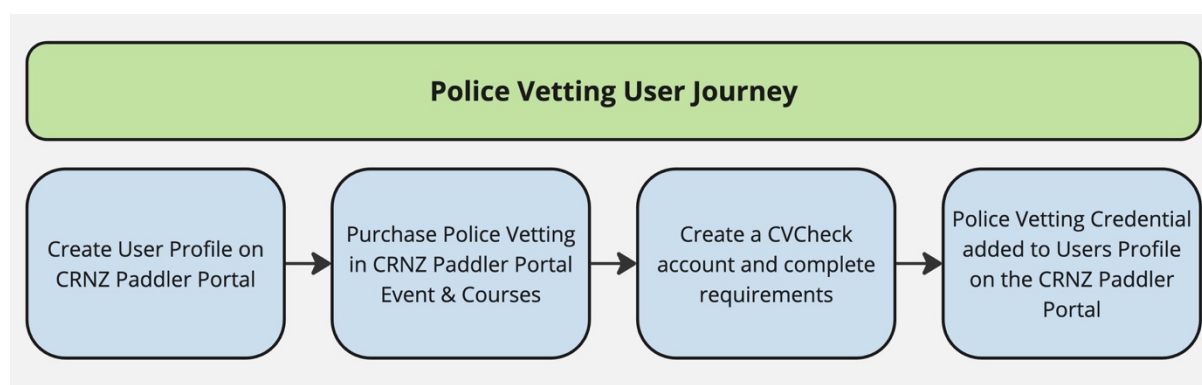 Police Vetting User Journey
Create User Profile on
CRNZ Paddler Portal
Purchase Police Vetting
in CRNZ Paddler Portal
Event & Courses
Create a CVCheck
account and complete
requirements
Police Vetting Credential
added to Users Profile
on the CRNZ Paddler
Portal